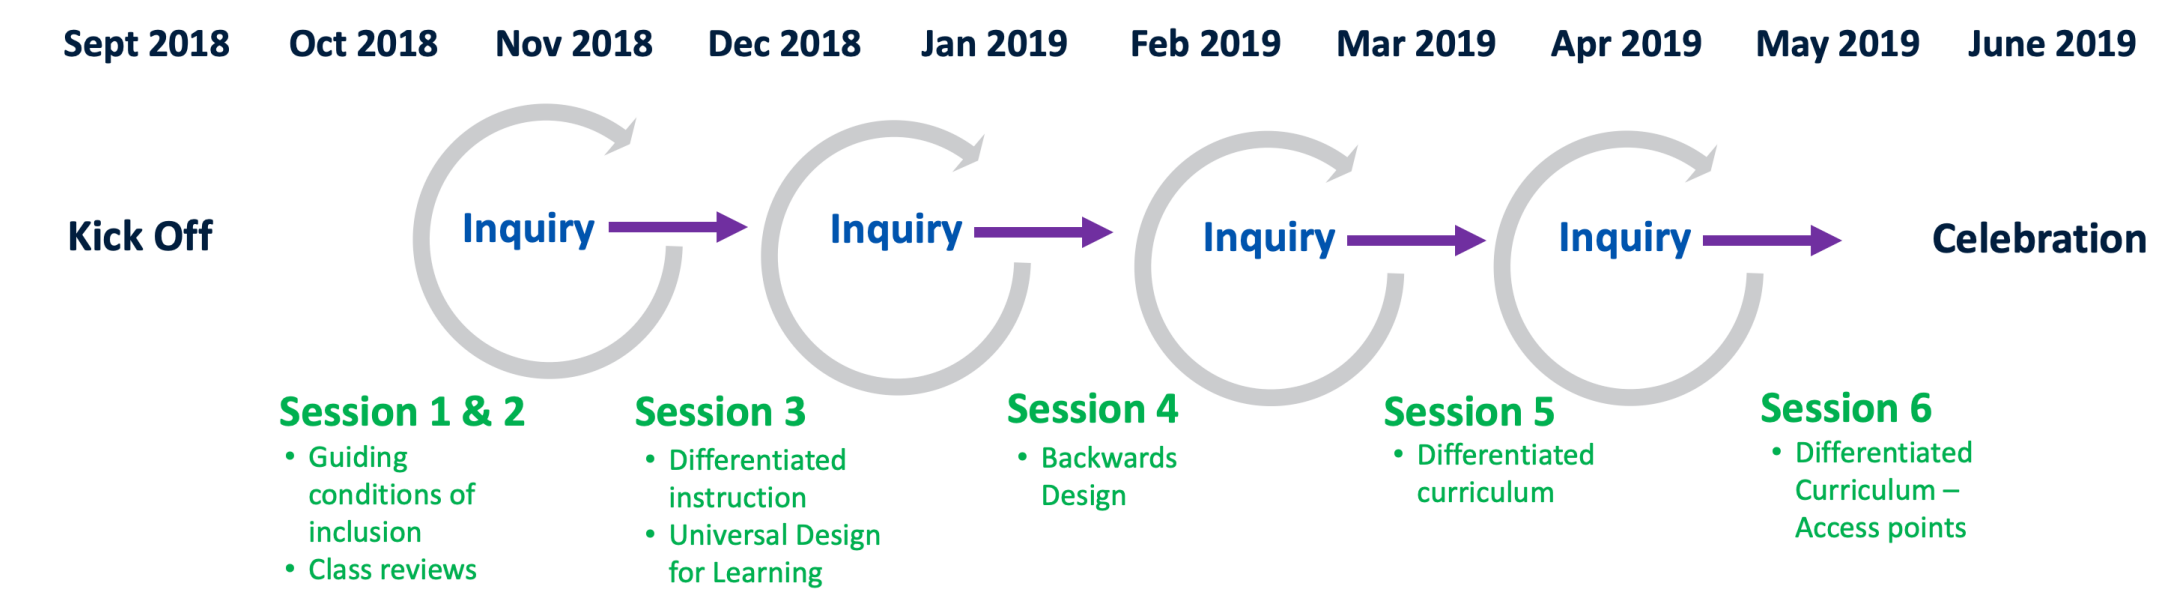 Sept 2018 Oct 2018 Nov 2018 Dec 2018 Jan 2019 Feb 2019 Mar 2019 Apr 2019 May 2019 June 2019
Kick Off Inquiry Inquiry Inquiry Inquiry Celebration
Session 1 & 2
• Guiding
conditions of
inclusion
• Class reviews
Session 3
• Differentiated
instruction
• Universal Design
for Learning
Session 4
• Backwards
Design
Session 5
• Differentiated
curriculum
Session 6
• Differentiated
Curriculum –
Access points